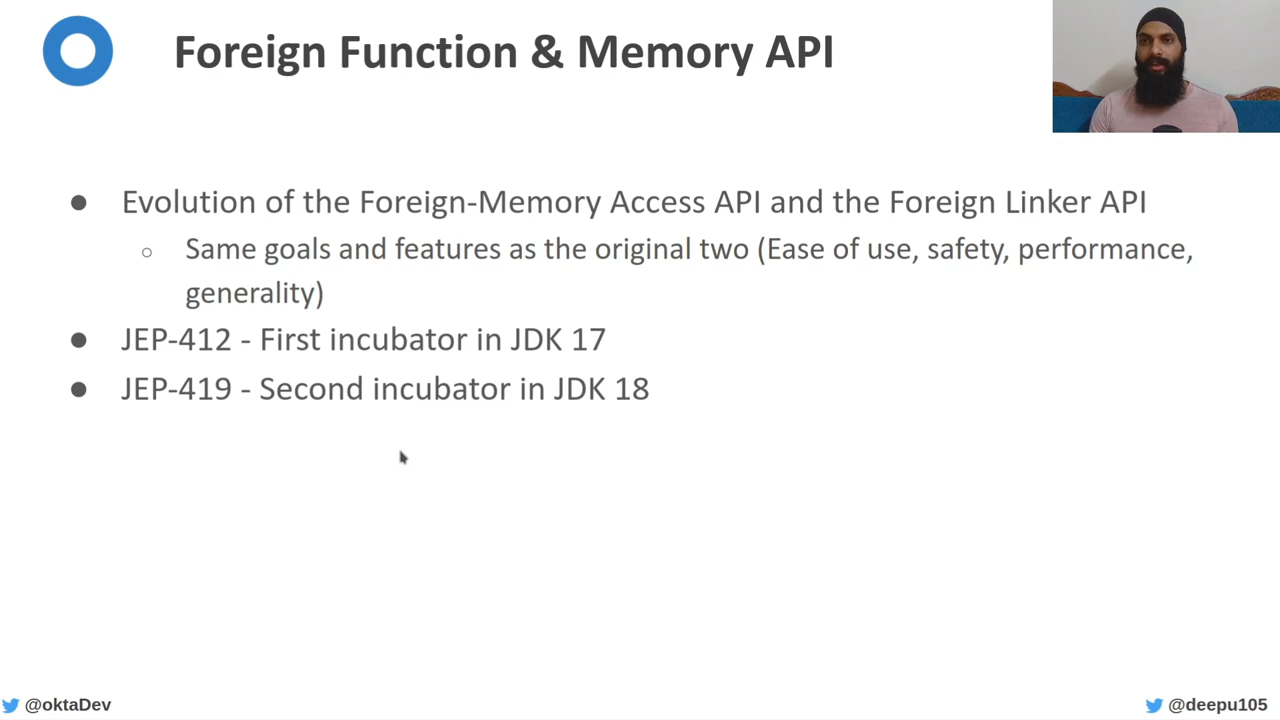 Foreign Function & Memory API
● Evolution of the Foreign-Memory Access API and the Foreign Linker API
○ Same goals and features as the original two (Ease of use, safety, performance,
generality)
● JEP-412 - First incubator in JDK 17
● JEP-419 - Second incubator in JDK 18
@oktaDev
@deepu105